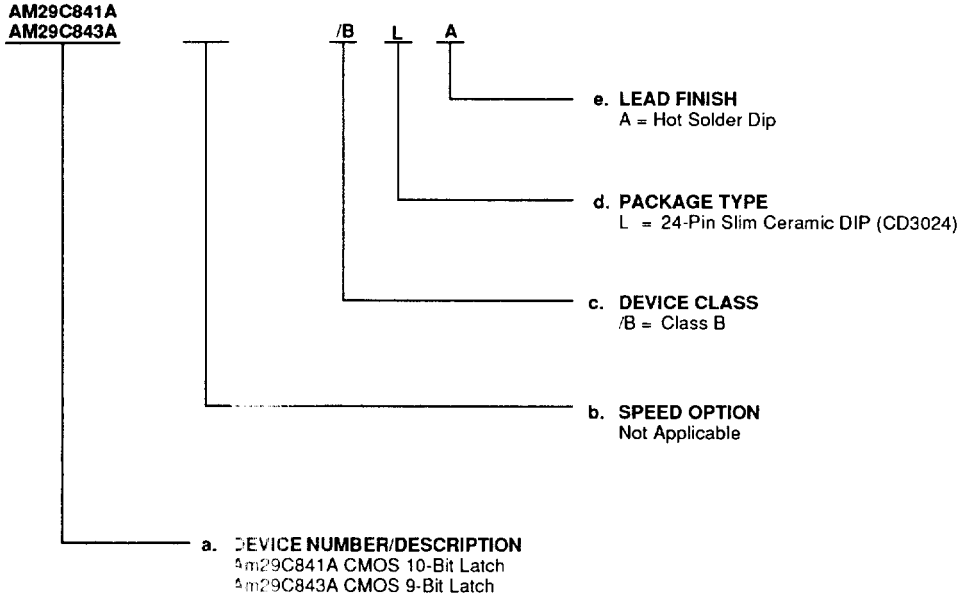 AM29C841A
AM29C843A /B L A
e. LEAD FINISH
A = Hot Solder Dip
d. PACKAGE TYPE
L = 24-Pin Slim Ceramic DIP (CD3024)
c. DEVICE CLASS
/B = Class B
b. SPEED OPTION
Not Applicable
a. DEVICE NUMBER/DESCRIPTION
Am29C841A CMOS 10-Bit Latch
Am29C843A CMOS 9-Bit Latch